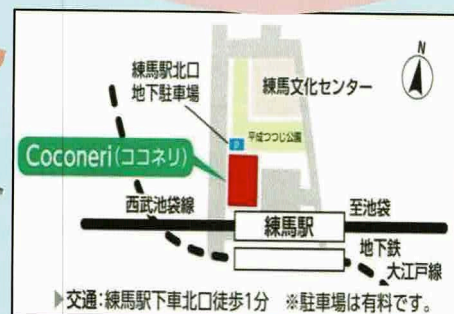 N
練馬駅北口
地下駐車場
練馬文化センター
P
平成つつじ公園
Coconeri(ココネリ)
西武池袋線
練馬駅
至池袋
地下鉄
大江戸線
▶交通:練馬駅下車北口徒歩1分 ※駐車場は有料です。